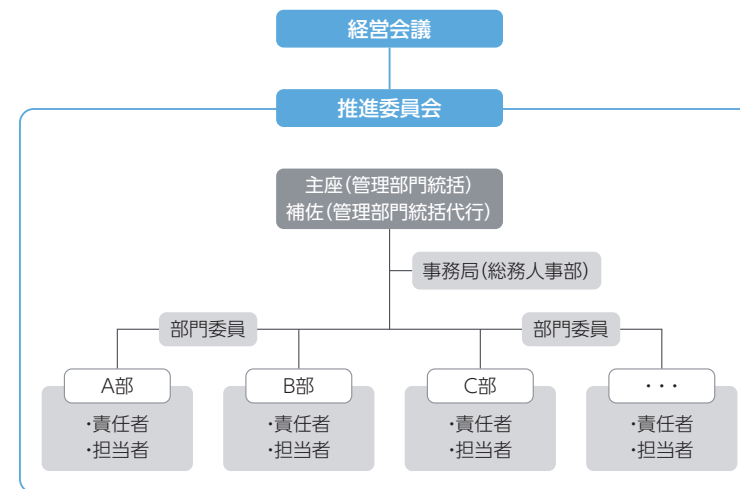 経営会議
推進委員会
主座(管理部門統括)
補佐(管理部門統括代行)
事務局(総務人事部)
部門委員
部門委員
A部
B部
C部
・・・
・責任者
・担当者
・責任者
・担当者
・責任者
・担当者
・責任者
・担当者